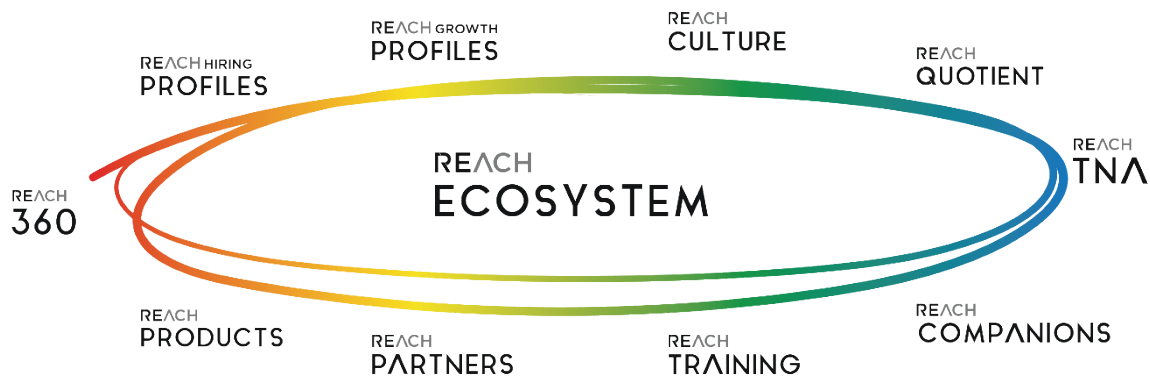 REACH GROWTH
PROFILES
REACH
CULTURE
REACH HIRING
PROFILES
REACH
QUOTIENT
REACH
TNA
REACH
ECOSYSTEM
REACH
360
REACH
PRODUCTS
REACH
PARTNERS
REACH
TRAINING
REACH
COMPANIONS